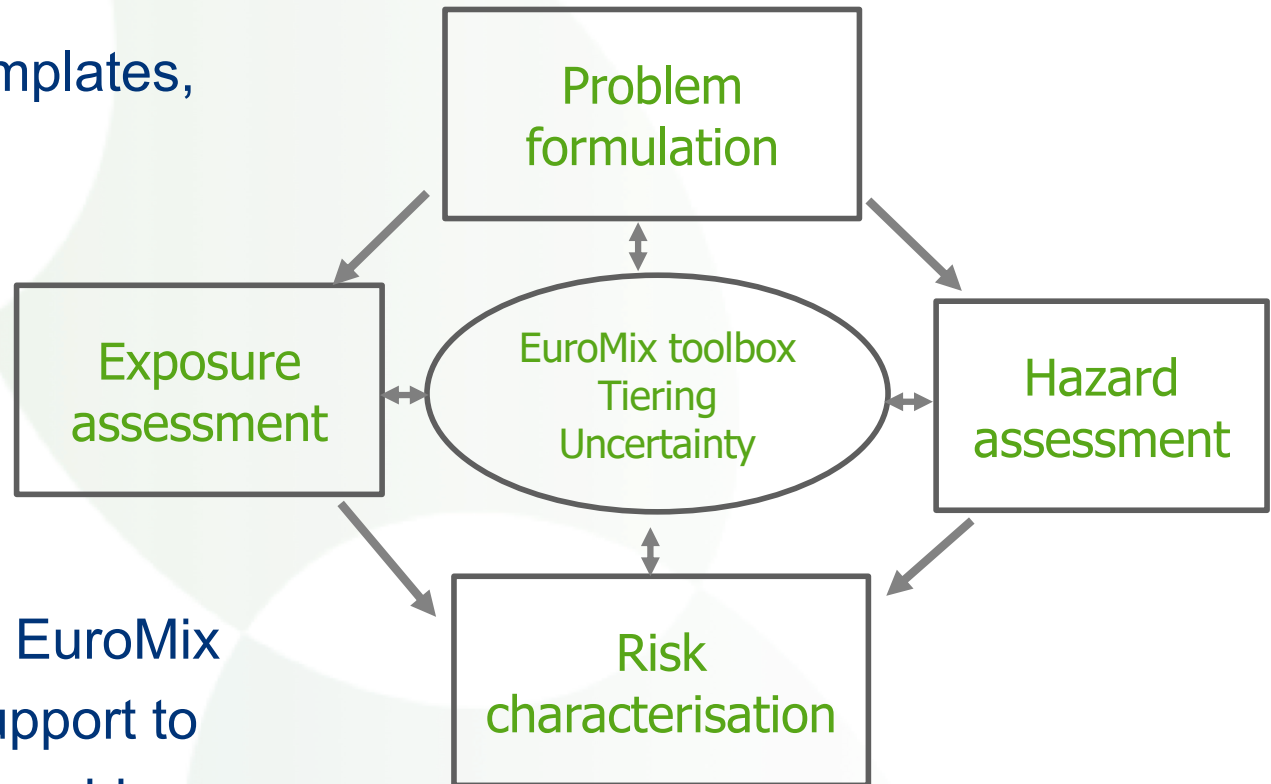 mplates,
Problem
formulation
Exposure
assessment
EuroMix toolbox
Tiering
Uncertainty
Hazard
assessment
EuroMix
upport to
Risk
characterisation